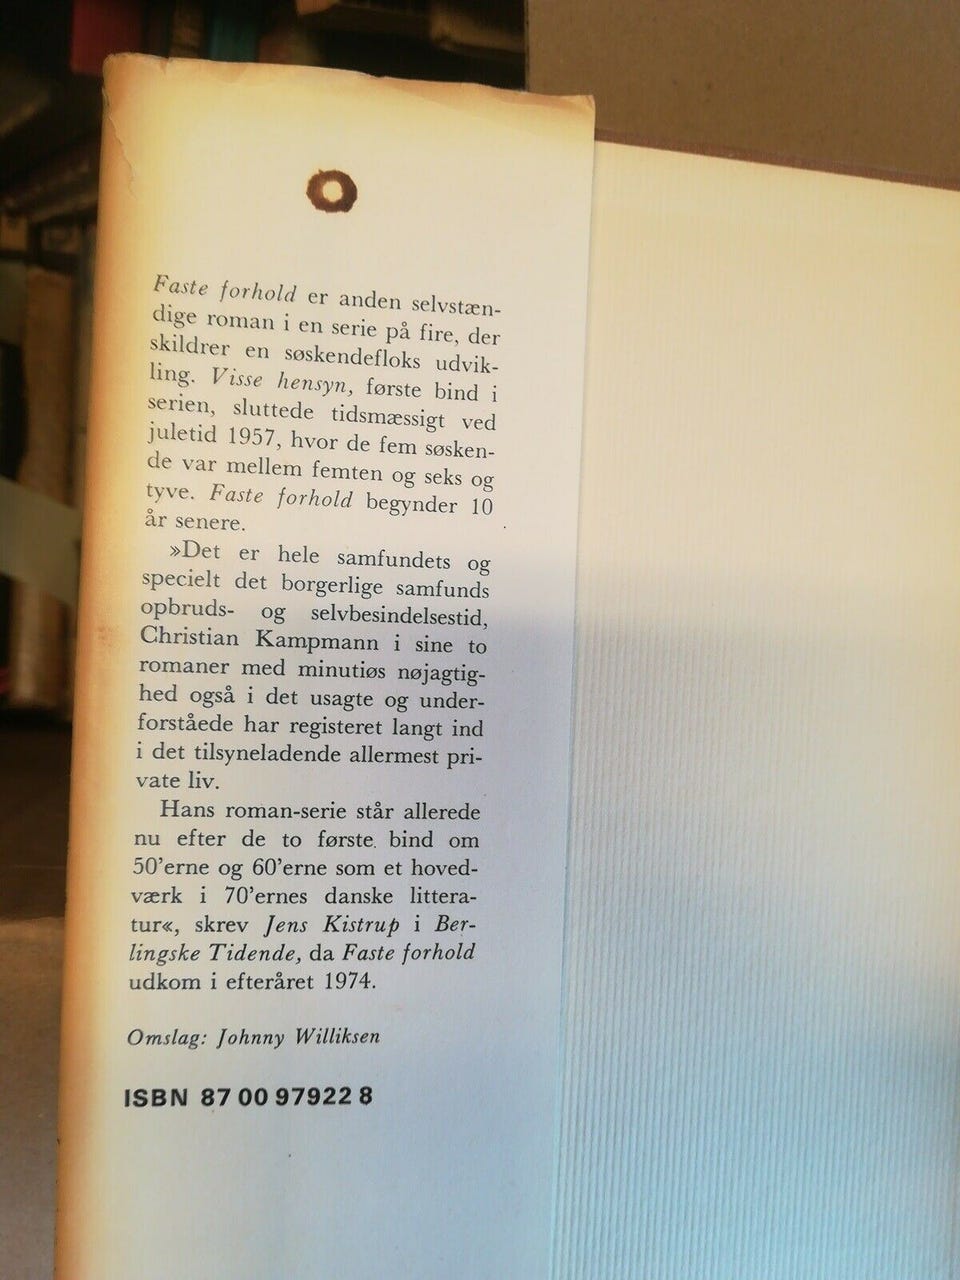 Faste forhold er anden selvstæn-
dige roman i en serie på fire, der
skildrer en søskendefloks udvik-
ling. Visse hensyn, første bind i
serien, sluttede tidsmæssigt ved
juletid 1957, hvor de fem søsken-
de var mellem femten og seks og
tyve. Faste forhold begynder 10
år senere.
»Det er hele samfundets og
specielt det borgerlige samfunds
opbruds- og selvbesindelsestid,
Christian Kampmann i sine to
romaner med minutiøs nøjagtig-
hed også i det usagte og under-
forståede har registeret langt ind
i det tilsyneladende allermest pri-
vate liv.
Hans roman-serie står allerede
nu efter de to første bind om
50'erne og 60'erne som et hoved-
værk i 70'ernes danske littera-
tur«, skrev Jens Kistrup i Ber-
lingske Tidende, da Faste forhold
udkom i efteråret 1974.
Omslag: Johnny Williksen
ISBN 87 00 97922 8